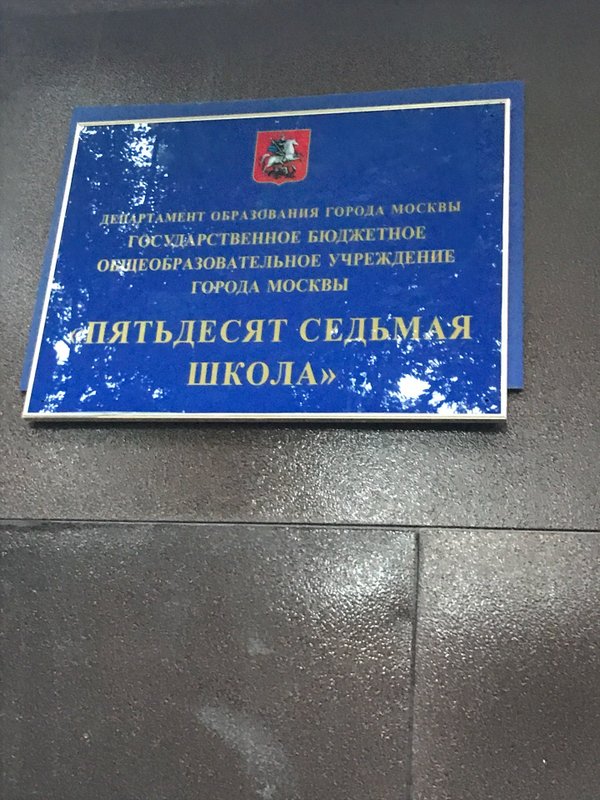 ДЕПАРТАМЕНТ ОБРАЗОВАНИЯ ГОРОДА МОСКВЫ
ГОСУДАРСТВЕННОЕ БЮДЖЕТНОЕ
ОБЩЕОБРАЗОВАТЕЛЬНОЕ УЧРЕЖДЕНИЕ
ГОРОДА МОСКВЫ
«ПЯТЬДЕСЯТ СЕДЬМАЯ
ШКОЛА»